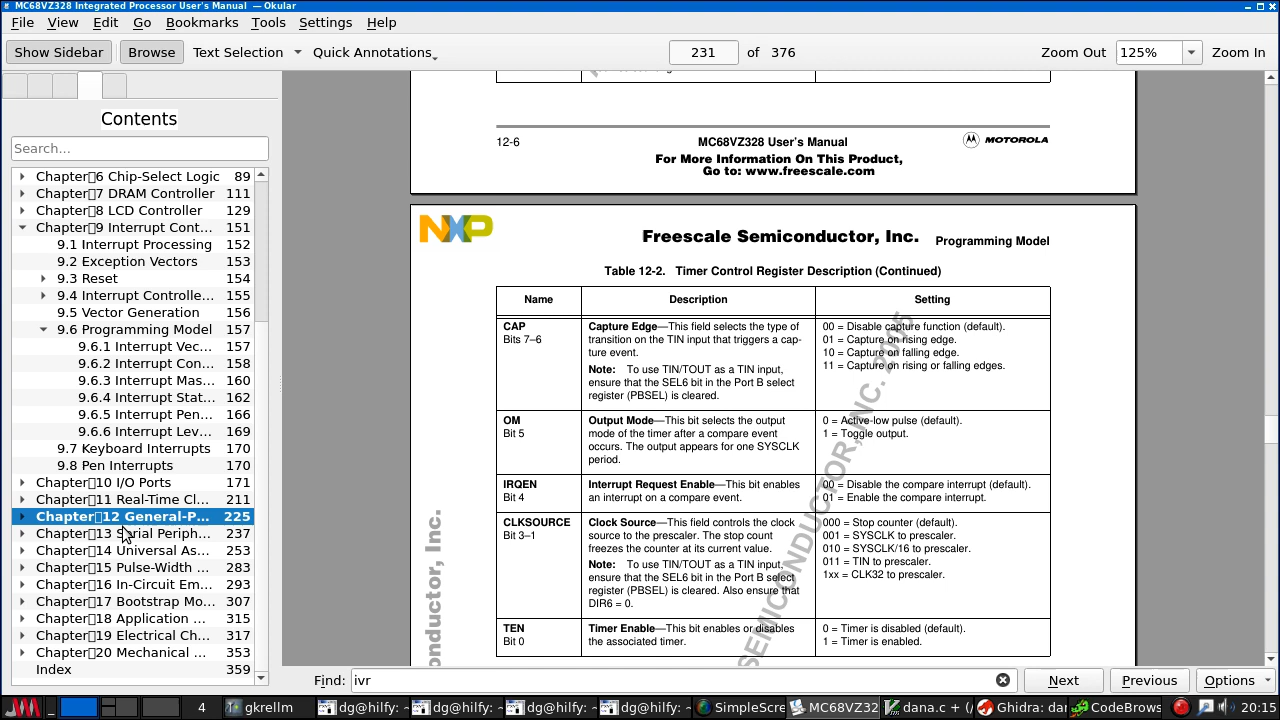 MC68VZ328 Integrated Processor User's Manual — Okular
File View Edit Go Bookmarks Tools Settings Help
Show Sidebar Browse Text Selection Quick Annotations 231 of 376 Zoom Out 125% Zoom In
Contents
Search...
Chapter 6 Chip-Select Logic 89
Chapter 7 DRAM Controller 111
Chapter 8 LCD Controller 129
Chapter 9 Interrupt Cont... 151
9.1 Interrupt Processing 152
9.2 Exception Vectors 153
9.3 Reset 154
9.4 Interrupt Controlle... 155
9.5 Vector Generation 156
9.6 Programming Model 157
9.6.1 Interrupt Vec... 157
9.6.2 Interrupt Con... 158
9.6.3 Interrupt Mas... 160
9.6.4 Interrupt Stat... 162
9.6.5 Interrupt Pen... 166
9.6.6 Interrupt Lev... 169
9.7 Keyboard Interrupts 170
9.8 Pen Interrupts 170
Chapter 10 I/O Ports 171
Chapter 11 Real-Time Cl... 211
Chapter 12 General-P... 225
Chapter 13 Serial Periph... 237
Chapter 14 Universal As... 253
Chapter 15 Pulse-Width ... 283
Chapter 16 In-Circuit Em... 293
Chapter 17 Bootstrap Mo... 307
Chapter 18 Application ... 315
Chapter 19 Electrical Ch... 317
Chapter 20 Mechanical ... 353
Index 359
12-6 MC68VZ328 User's Manual MOTOROLA
For More Information On This Product,
Go to: www.freescale.com
NXP
Freescale Semiconductor, Inc. Programming Model
Table 12-2. Timer Control Register Description (Continued)
Name Description Setting
CAP
Bits 7–6
Capture Edge—This field selects the type of
transition on the TIN input that triggers a cap-
ture event.
Note: To use TIN/TOUT as a TIN input,
ensure that the SEL6 bit in the Port B select
register (PBSEL) is cleared.
00 = Disable capture function (default).
01 = Capture on rising edge.
10 = Capture on falling edge.
11 = Capture on rising or falling edges.
OM
Bit 5
Output Mode—This bit selects the output
mode of the timer after a compare event
occurs. The output appears for one SYSCLK
period.
0 = Active-low pulse (default).
1 = Toggle output.
IRQEN
Bit 4
Interrupt Request Enable—This bit enables
an interrupt on a compare event.
00 = Disable the compare interrupt (default).
01 = Enable the compare interrupt.
CLKSOURCE
Bit 3–1
Clock Source—This field controls the clock
source to the prescaler. The stop count
freezes the counter at its current value.
Note: To use TIN/TOUT as a TIN input,
ensure that the SEL6 bit in the Port B select
register (PBSEL) is cleared. Also ensure that
DIR6 = 0.
000 = Stop counter (default).
001 = SYSCLK to prescaler.
010 = SYSCLK/16 to prescaler.
011 = TIN to prescaler.
1xx = CLK32 to prescaler.
TEN
Bit 0
Timer Enable—This bit enables or disables
the associated timer.
0 = Timer is disabled (default).
1 = Timer is enabled.
onductor, Inc.
SEMICONDUCTOR, INC. 2005
Find: ivr Next Previous Options
4 gkrellm dg@hilfy: ~ dg@hilfy: ~ dg@hilfy: ~ dg@hilfy: ~ SimpleScre MC68VZ32 dana.c + (/ Ghidra: dan CodeBrows 20:15